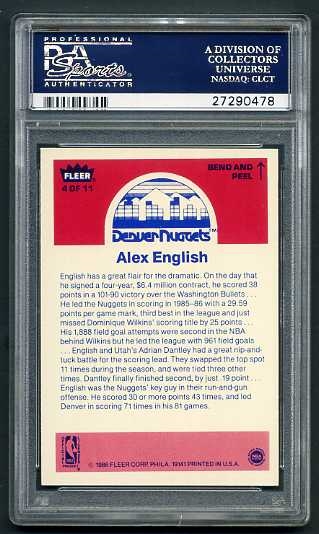 PROFESSIONAL
PSA
Sports
AUTHENTICATOR
A DIVISION OF
COLLECTORS
UNIVERSE
NASDAQ: CLCT
27290478
FLEER
4 OF 11
BEND AND
PEEL
DENVER NUGGETS™
Alex English
English has a great flair for the dramatic. On the day that
he signed a four-year, $6.4 million contract, he scored 38
points in a 101-90 victory over the Washington Bullets . . .
He led the Nuggets in scoring in 1985-86 with a 29.59
points per game mark, third best in the league and just
missed Dominique Wilkins' scoring title by 25 points . . .
His 1,888 field goal attempts were second in the NBA
behind Wilkins but he led the league with 961 field goals
. . . English and Utah's Adrian Dantley had a great nip-and-
tuck battle for the scoring lead. They swapped the top spot
11 times during the season, and were tied three other
times. Dantley finally finished second, by just .19 point . . .
English was the Nuggets' key guy in their run-and-gun
offense. He scored 30 or more points 43 times, and led
Denver in scoring 71 times in his 81 games.
© 1986 FLEER CORP. PHILA. 19141 PRINTED IN U.S.A.